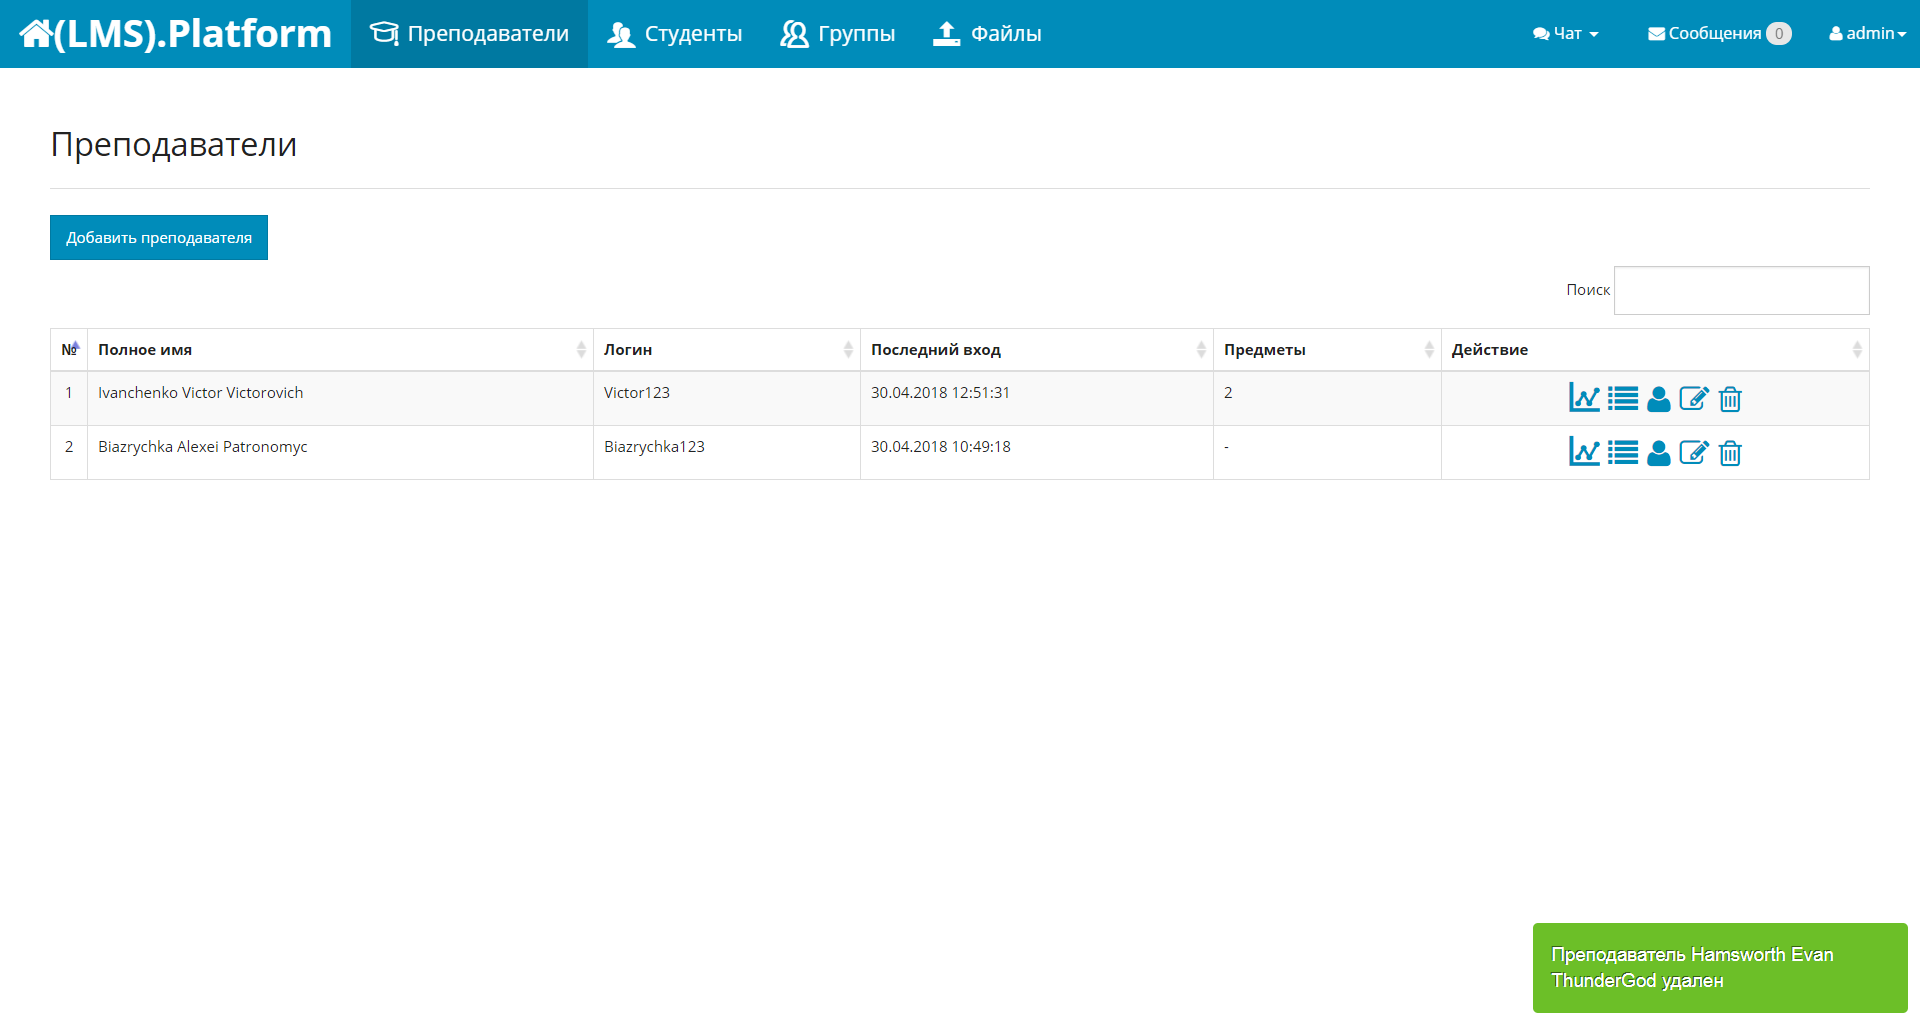 (LMS).Platform Преподаватели Студенты Группы Файлы Чат Сообщения 0 admin
Преподаватели
Добавить преподавателя
Поиск
№ Полное имя Логин Последний вход Предметы Действие
1 Ivanchenko Victor Victorovich Victor123 30.04.2018 12:51:31 2
2 Biazrychka Alexei Patronomyc Biazrychka123 30.04.2018 10:49:18 -
Преподаватель Hamsworth Evan
ThunderGod удален